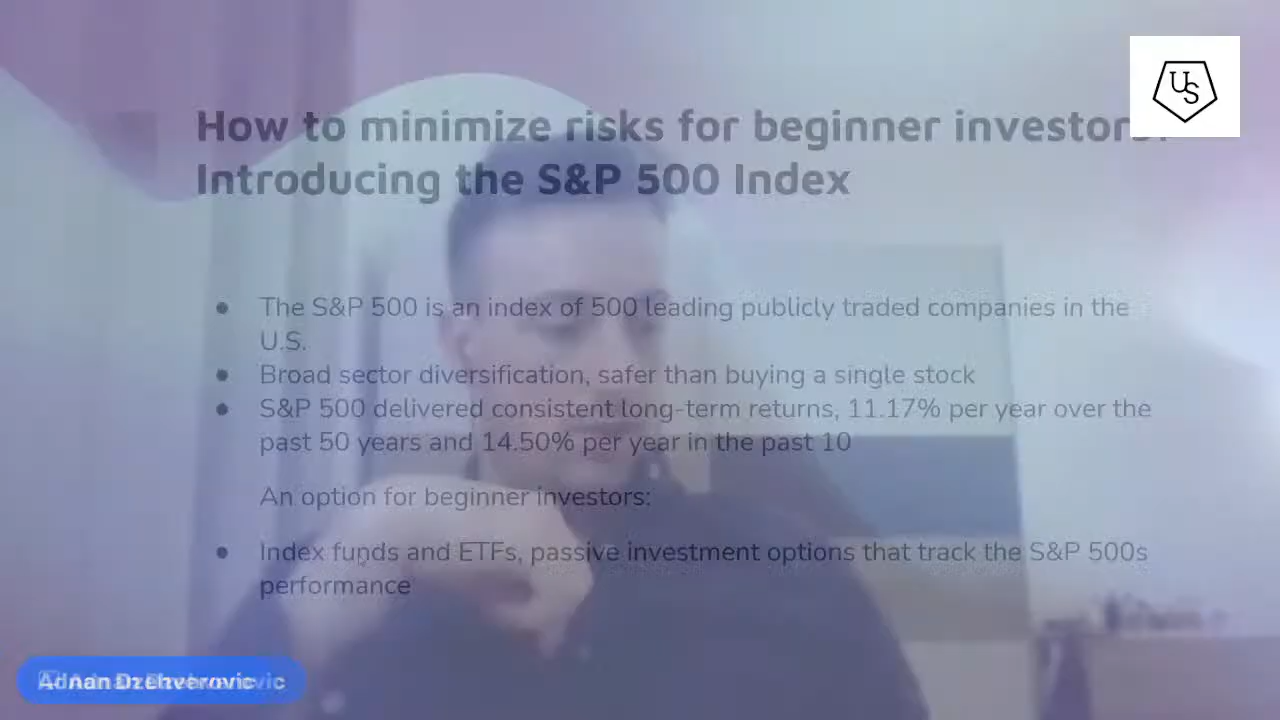 US
How to minimize risks for beginner investors?
Introducing the S&P 500 Index
The S&P 500 is an index of 500 leading publicly traded companies in the
U.S.
Broad sector diversification, safer than buying a single stock
S&P 500 delivered consistent long-term returns, 11.17% per year over the
past 50 years and 14.50% per year in the past 10
An option for beginner investors:
Index funds and ETFs, passive investment options that track the S&P 500s
performance